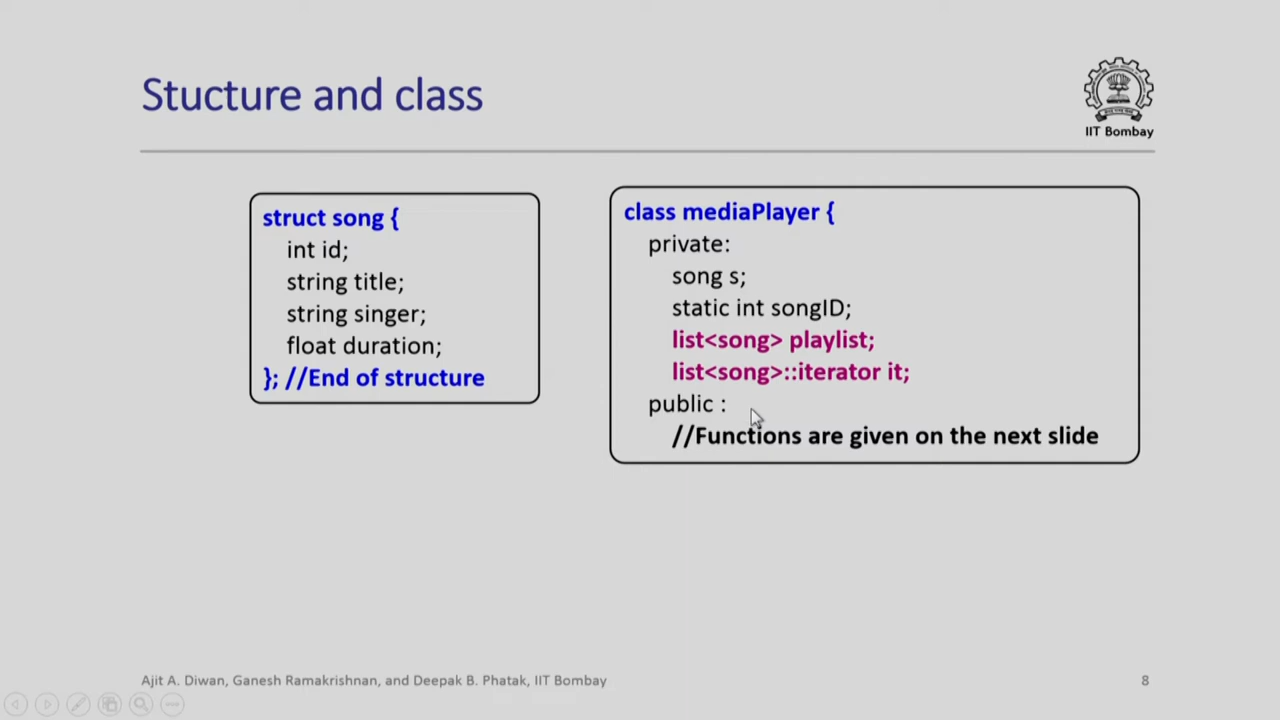 Stucture and class
IIT Bombay
struct song {
int id;
string title;
string singer;
float duration;
}; //End of structure
class mediaPlayer {
private:
song s;
static int songID;
list<song> playlist;
list<song>::iterator it;
public :
//Functions are given on the next slide
Ajit A. Diwan, Ganesh Ramakrishnan, and Deepak B. Phatak, IIT Bombay
8